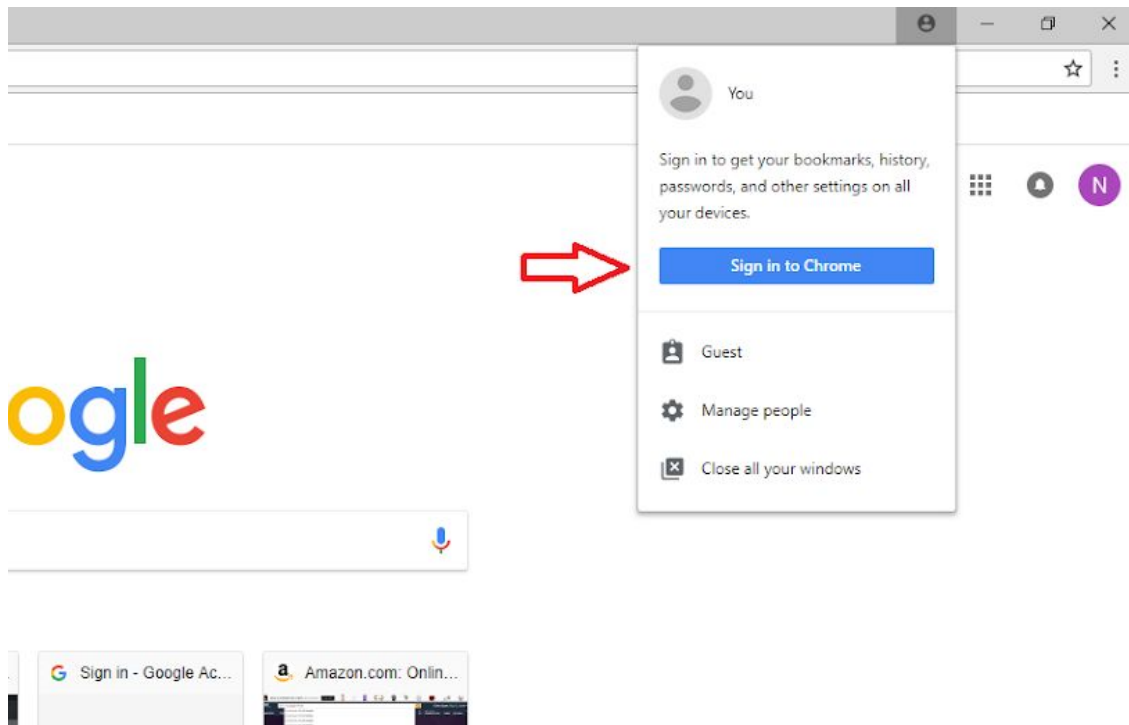 You
Sign in to get your bookmarks, history,
passwords, and other settings on all
your devices.
N
Sign in to Chrome
Guest
ogle
Manage people
Close all your windows
Sign in - Google Ac...
Amazon.com: Onlin...